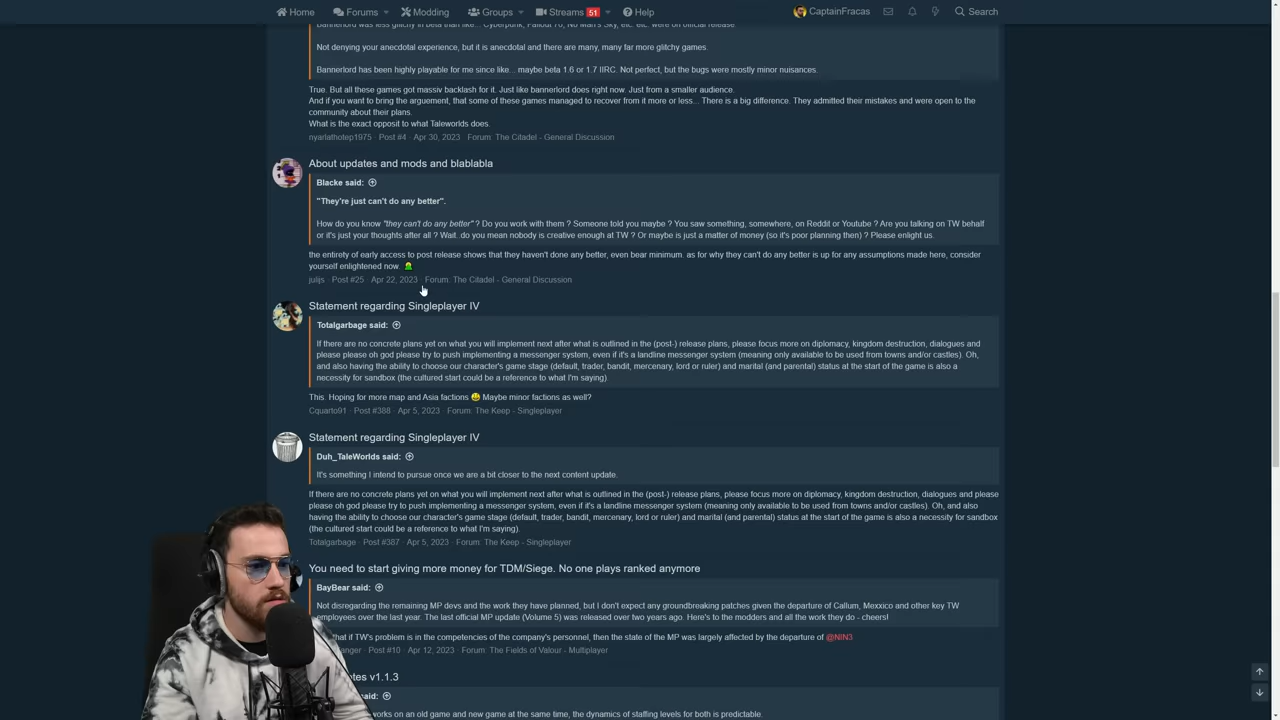 Home Forums Modding Groups Streams 51 Help CaptainFracas Search
Bannerlord was less glitchy in beta than like... Cyberpunk, Fallout 76, No Man's Sky, etc. etc. were on official release.
Not denying your anecdotal experience, but it is anecdotal and there are many, many far more glitchy games.
Bannerlord has been highly playable for me since like... maybe beta 1.6 or 1.7 IIRC. Not perfect, but the bugs were mostly minor nuisances.
True. But all these games got massiv backlash for it. Just like bannerlord does right now. Just from a smaller audience.
And if you want to bring the arguement, that some of these games managed to recover from it more or less... There is a big difference. They admitted their mistakes and were open to the
community about their plans.
What is the exact opposit to what Taleworlds does.
nyarlathotep1975 · Post #4 · Apr 30, 2023 · Forum: The Citadel - General Discussion
About updates and mods and blablabla
Blacke said:
"They're just can't do any better".
How do you know "they can't do any better" ? Do you work with them ? Someone told you maybe ? You saw something, somewhere, on Reddit or Youtube ? Are you talking on TW behalf
or it's just your thoughts after all ? Wait..do you mean nobody is creative enough at TW ? Or maybe is just a matter of money (so it's poor planning then) ? Please enlight us.
the entirety of early access to post release shows that they haven't done any better, even bear minimum. as for why they can't do any better is up for any assumptions made here, consider
yourself enlightened now.
julijs · Post #25 · Apr 22, 2023 · Forum: The Citadel - General Discussion
Statement regarding Singleplayer IV
Totalgarbage said:
If there are no concrete plans yet on what you will implement next after what is outlined in the (post-) release plans, please focus more on diplomacy, kingdom destruction, dialogues and
please please oh god please try to push implementing a messenger system, even if it's a landline messenger system (meaning only available to be used from towns and/or castles). Oh,
and also having the ability to choose our character's game stage (default, trader, bandit, mercenary, lord or ruler) and marital (and parental) status at the start of the game is also a
necessity for sandbox (the cultured start could be a reference to what I'm saying).
This. Hoping for more map and Asia factions Maybe minor factions as well?
Cquarto91 · Post #388 · Apr 5, 2023 · Forum: The Keep - Singleplayer
Statement regarding Singleplayer IV
Duh_TaleWorlds said:
It's something I intend to pursue once we are a bit closer to the next content update.
If there are no concrete plans yet on what you will implement next after what is outlined in the (post-) release plans, please focus more on diplomacy, kingdom destruction, dialogues and please
please oh god please try to push implementing a messenger system, even if it's a landline messenger system (meaning only available to be used from towns and/or castles). Oh, and also
having the ability to choose our character's game stage (default, trader, bandit, mercenary, lord or ruler) and marital (and parental) status at the start of the game is also a necessity for sandbox
(the cultured start could be a reference to what I'm saying).
Totalgarbage · Post #387 · Apr 5, 2023 · Forum: The Keep - Singleplayer
You need to start giving more money for TDM/Siege. No one plays ranked anymore
BayBear said:
Not disregarding the remaining MP devs and the work they have planned, but I don't expect any groundbreaking patches given the departure of Callum, Mexxico and other key TW
employees over the last year. The last official MP update (Volume 5) was released over two years ago. Here's to the modders and all the work they do - cheers!
that if TW's problem is in the competencies of the company's personnel, then the state of the MP was largely affected by the departure of @NIN3
Post #10 · Apr 12, 2023 · Forum: The Fields of Valour - Multiplayer
v1.1.3
said:
works on an old game and new game at the same time, the dynamics of staffing levels for both is predictable.